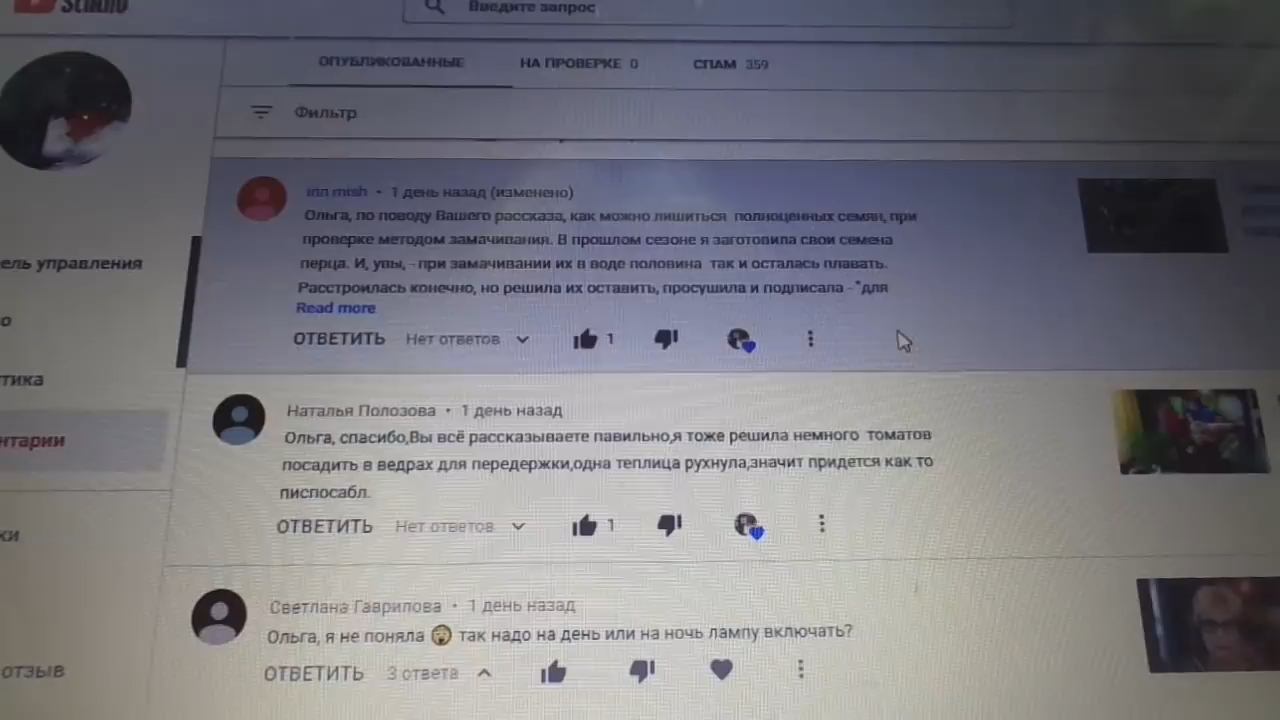 Studio
Введите запрос
ОПУБЛИКОВАННЫЕ НА ПРОВЕРКЕ 0 СПАМ 359
Фильтр
inn mish • 1 день назад (изменено)
Ольга, по поводу Вашего рассказа, как можно лишиться полноценных семян, при
проверке методом замачивания. В прошлом сезоне я заготовила свои семена
перца. И, увы, - при замачивании их в воде половина так и осталась плавать.
Расстроилась конечно, но решила их оставить, просушила и подписала -"для
Read more
ОТВЕТИТЬ Нет ответов 1
ель управления
о
тика
нтарии
ки
отзыв
Наталья Полозова • 1 день назад
Ольга, спасибо,Вы всё рассказываете павильно,я тоже решила немного томатов
посадить в ведрах для передержки,одна теплица рухнула,значит придется как то
писпосабл.
ОТВЕТИТЬ Нет ответов 1
Светлана Гаврилова • 1 день назад
Ольга, я не поняла 😲 так надо на день или на ночь лампу включать?
ОТВЕТИТЬ 3 ответа